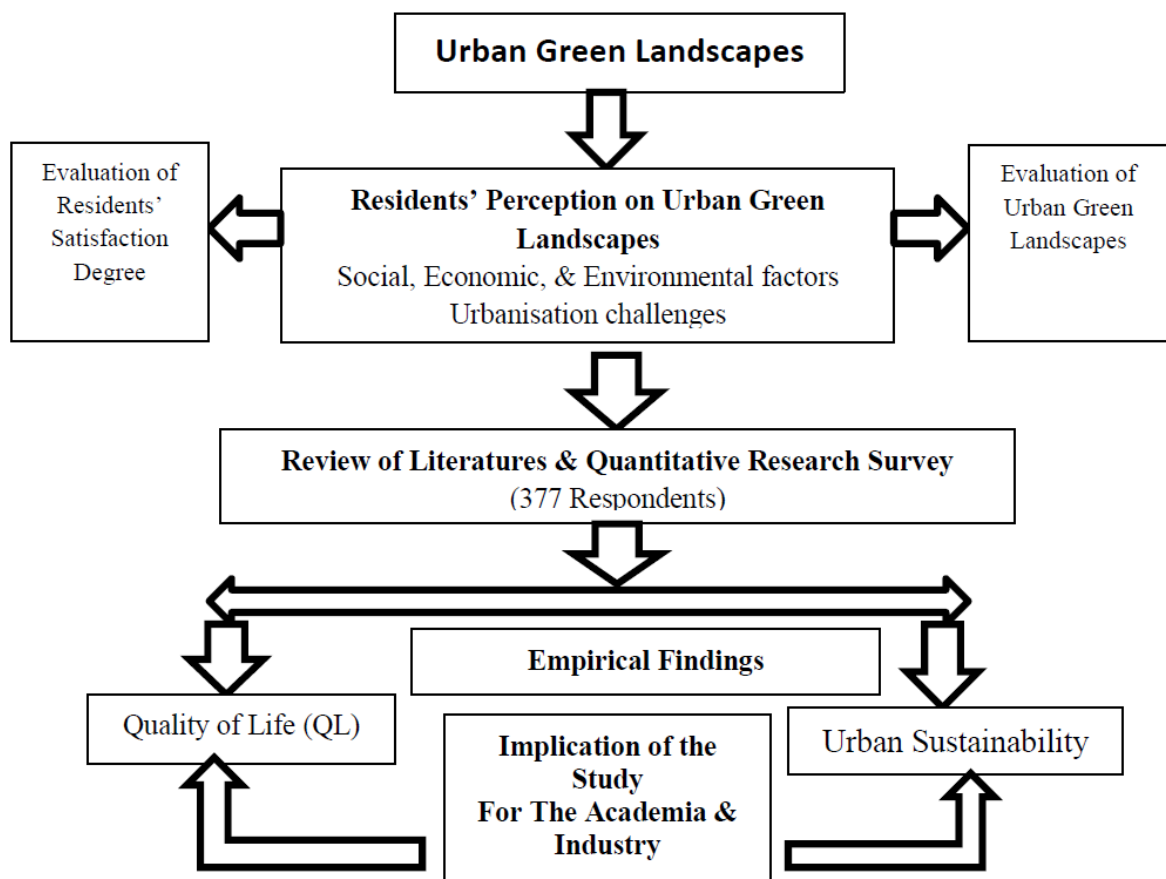 Urban Green Landscapes
Evaluation of
Residents’
Satisfaction
Degree
Residents’ Perception on Urban Green
Landscapes
Social, Economic, & Environmental factors
Urbanisation challenges
Evaluation of
Urban Green
Landscapes
Review of Literatures & Quantitative Research Survey
(377 Respondents)
Empirical Findings
Quality of Life (QL)
Implication of the
Study
For The Academia &
Industry
Urban Sustainability